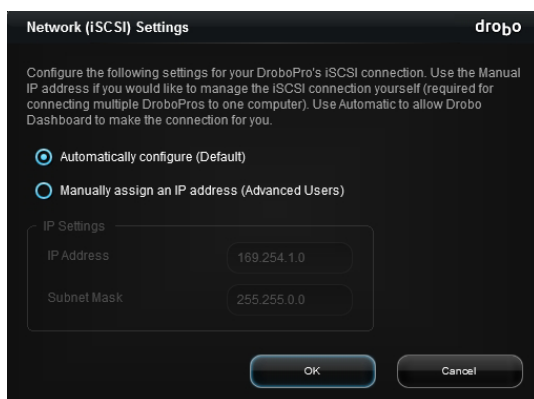 Network (iSCSI) Settings
drobo
Configure the following settings for your DroboPro's iSCSI connection. Use the Manual
IP address if you would like to manage the iSCSI connection yourself (required for
connecting multiple DroboPros to one computer). Use Automatic to allow Drobo
Dashboard to make the connection for you.
Automatically configure (Default)
Manually assign an IP address (Advanced Users)
IP Settings
IP Address
169.254.1.0
Subnet Mask
255.255.0.0
OK
Cancel